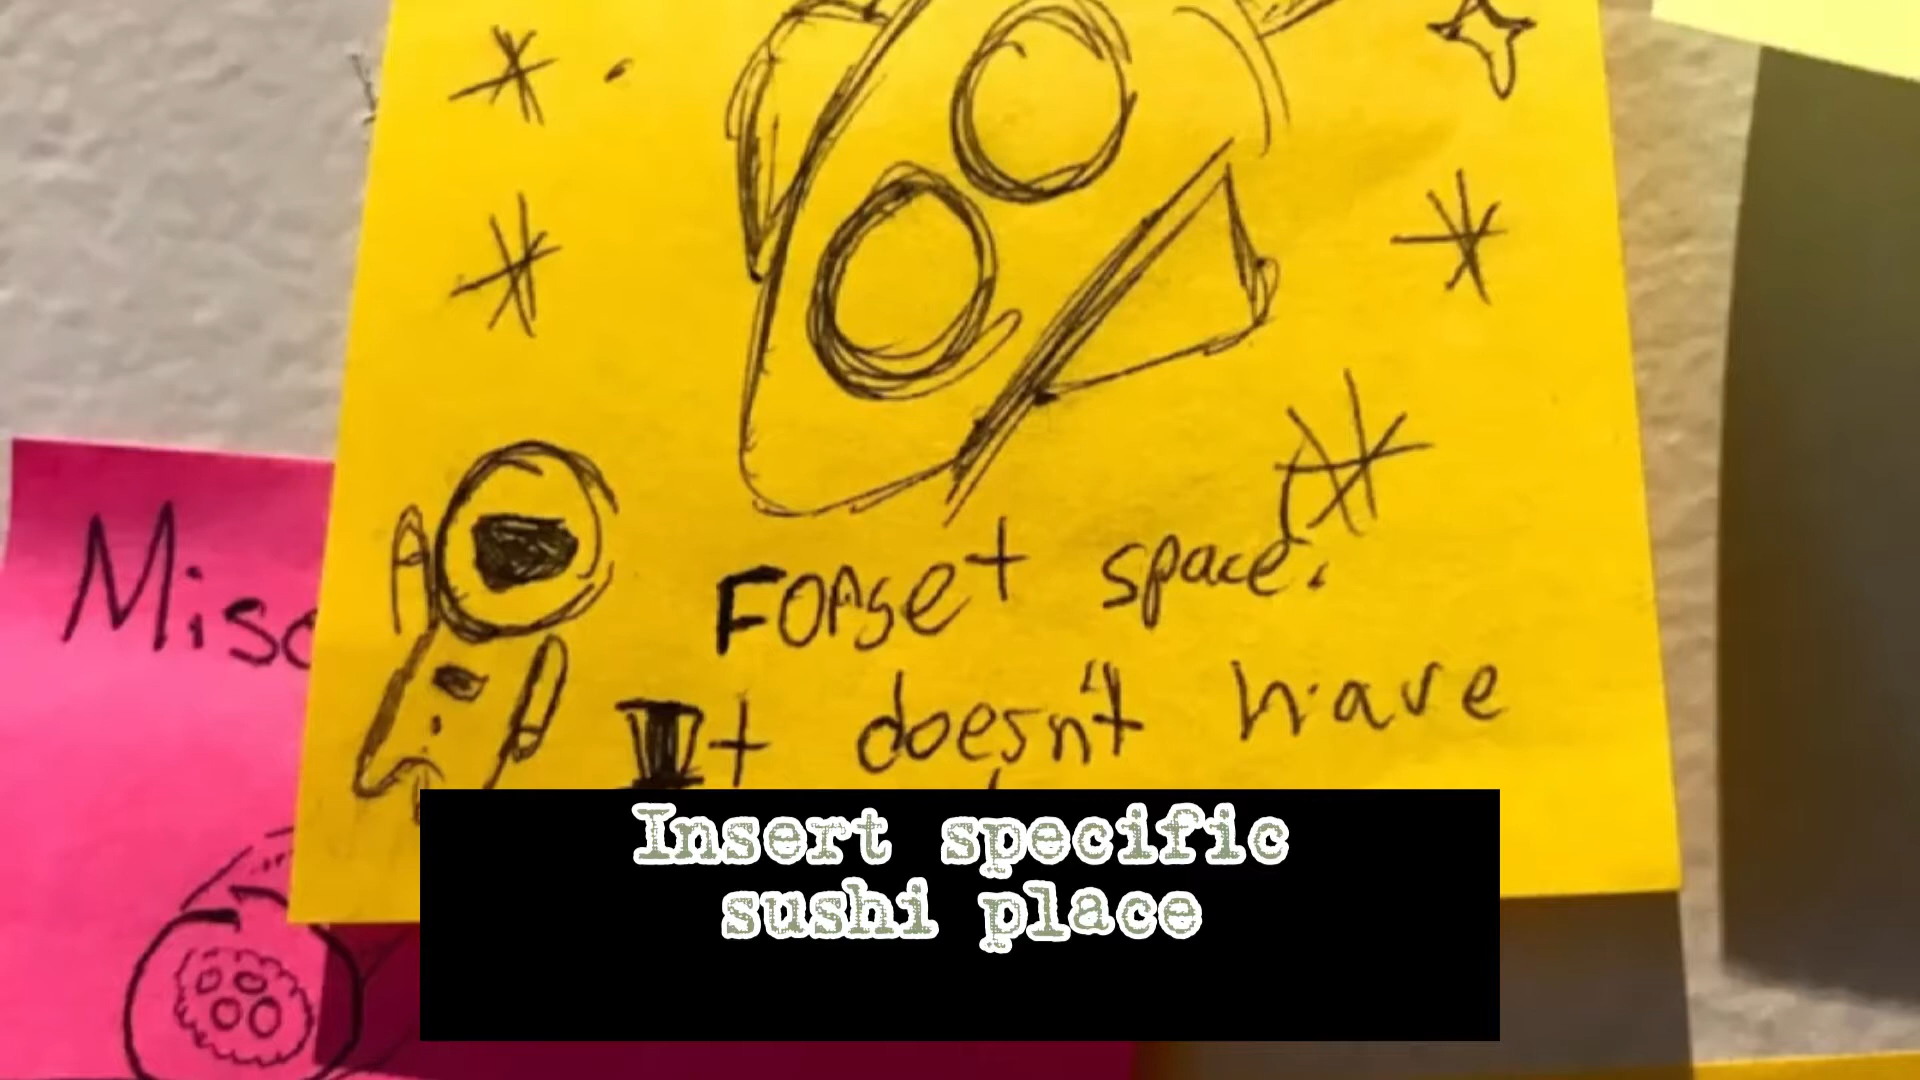 Forget space.
It doesn't have
Insert specific
sushi place
Misc